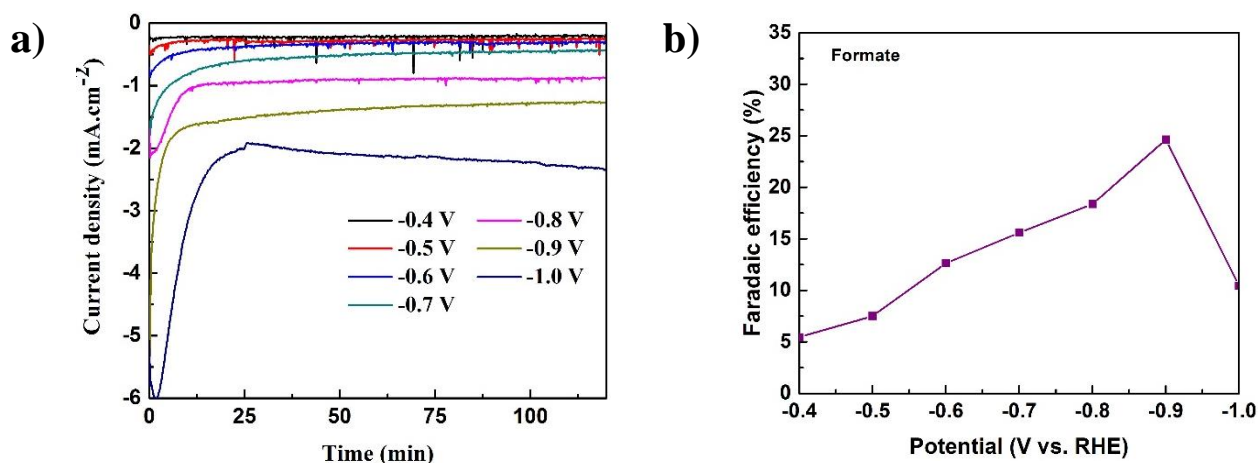 a)
0
-1
-2
-3
-4
-5
-6
Current density (mA.cm-2)
-0.4 V
-0.5 V
-0.6 V
-0.7 V
-0.8 V
-0.9 V
-1.0 V
0 25 50 75 100
Time (min)
b)
Formate
35
30
25
20
15
10
5
0
Faradaic efficiency (%)
-0.4 -0.5 -0.6 -0.7 -0.8 -0.9 -1.0
Potential (V vs. RHE)